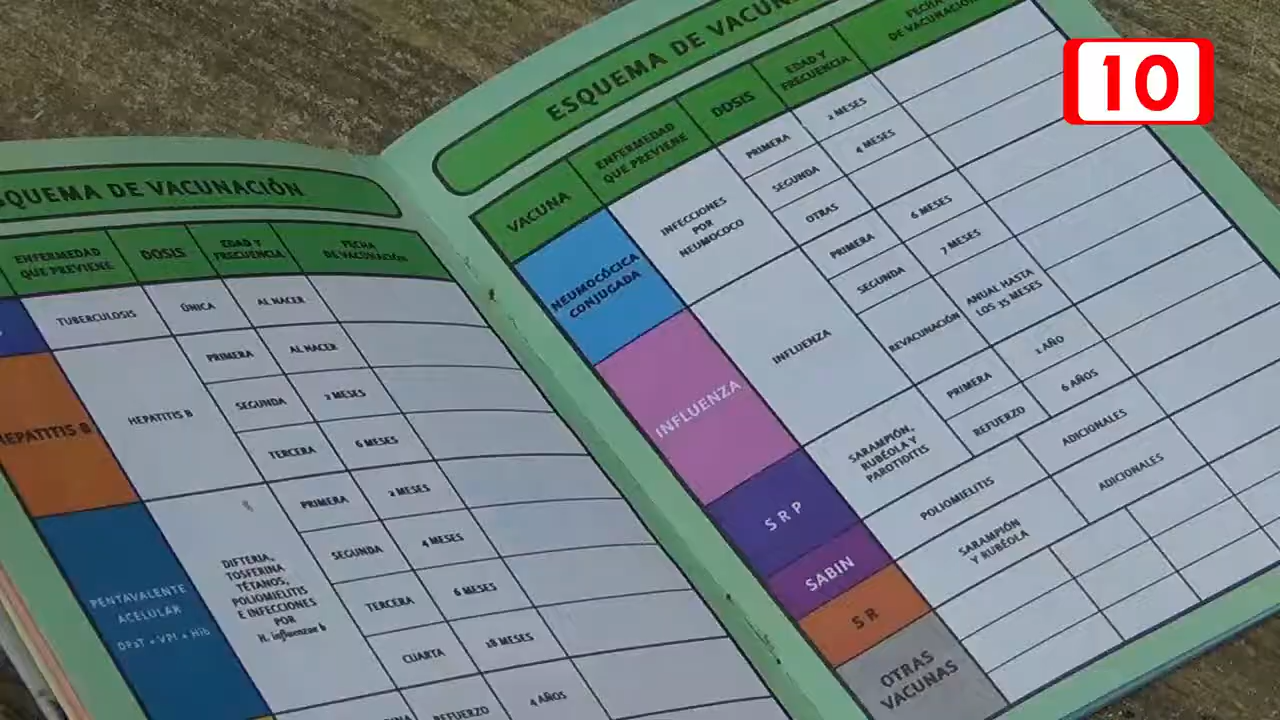 SQUEMA DE VACUNACIÓN
ENFERMEDAD
QUE PREVIENE
DOSIS
EDAD Y
FRECUENCIA
FECHA
DE VACUNACIÓN
TUBERCULOSIS
ÚNICA
AL NACER
HEPATITIS B
HEPATITIS B
PRIMERA
AL NACER
SEGUNDA
2 MESES
TERCERA
6 MESES
PENTAVALENTE
ACELULAR
DPaT + VPI + Hib
DIFTERIA,
TOSFERINA
TÉTANOS,
POLIOMIELITIS
E INFECCIONES
POR
H. influenzae b
PRIMERA
2 MESES
SEGUNDA
4 MESES
TERCERA
6 MESES
CUARTA
18 MESES
REFUERZO
4 AÑOS
ESQUEMA DE VACUN
VACUNA
ENFERMEDAD
QUE PREVIENE
DOSIS
EDAD Y
FRECUENCIA
FECHA
DE VACUNACIÓN
NEUMOCÓCICA
CONJUGADA
INFECCIONES
POR
NEUMOCOCO
PRIMERA
2 MESES
SEGUNDA
4 MESES
OTRAS
INFLUENZA
INFLUENZA
PRIMERA
6 MESES
SEGUNDA
7 MESES
REVACUNACIÓN
ANUAL HASTA
LOS 35 MESES
S R P
SARAMPIÓN,
RUBÉOLA Y
PAROTIDITIS
PRIMERA
1 AÑO
REFUERZO
6 AÑOS
SABIN
POLIOMIELITIS
ADICIONALES
S R
SARAMPIÓN
Y RUBÉOLA
ADICIONALES
OTRAS
VACUNAS
10